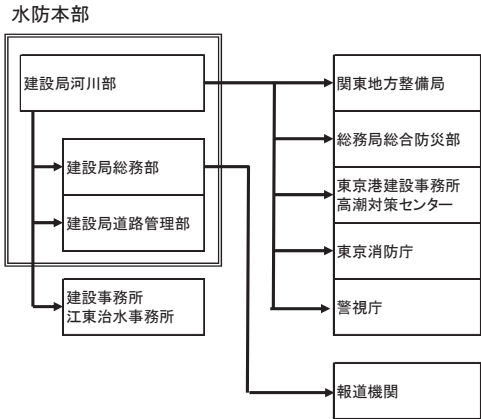 水防本部
建設局河川部
建設局総務部
建設局道路管理部
建設事務所
江東治水事務所
関東地方整備局
総務局総合防災部
東京港建設事務所
高潮対策センター
東京消防庁
警視庁
報道機関